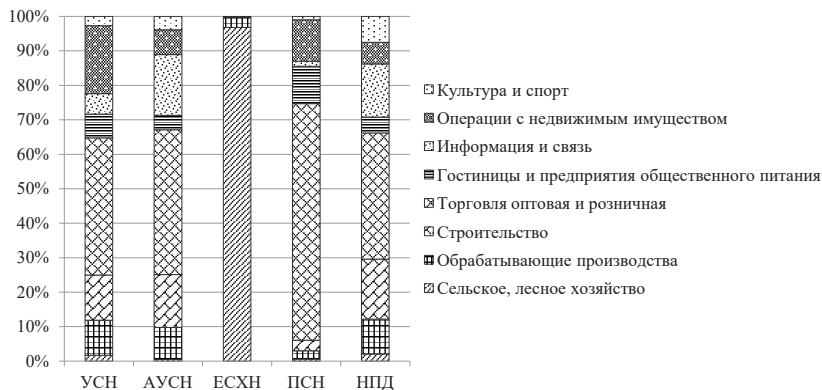 100%
90%
80%
70%
60%
50%
40%
30%
20%
10%
0%
УСН АУСН ЕСХН ПСН НПД
Культура и спорт
Операции с недвижимым имуществом
Информация и связь
Гостиницы и предприятия общественного питания
Торговля оптовая и розничная
Строительство
Обрабатывающие производства
Сельское, лесное хозяйство